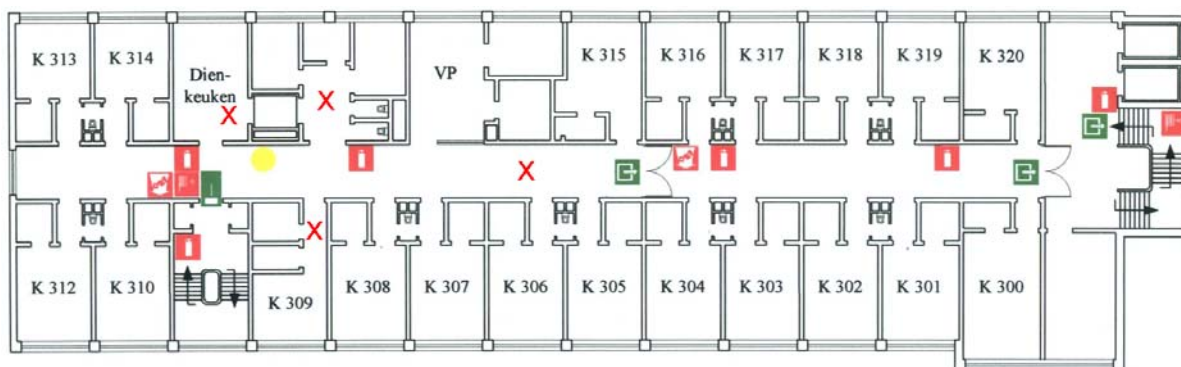 K 313
K 314
Dien-
keuken
X
X
VP
K 315
K 316
K 317
K 318
K 319
K 320
X
X
K 312
K 310
K 309
K 308
K 307
K 306
K 305
K 304
K 303
K 302
K 301
K 300